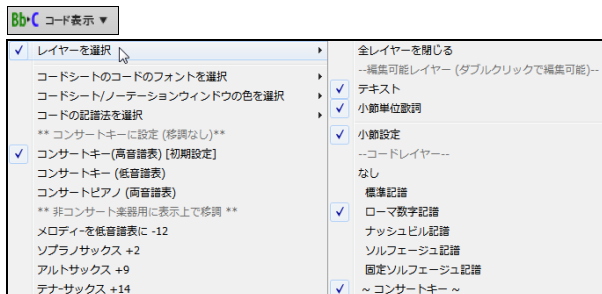 Bb•C コード表示 ▼
✓ レイヤーを選択
コードシートのコードのフォントを選択
コードシート/ノーテーションウィンドウの色を選択
コードの記譜法を選択
** コンサートキーに設定 (移調なし)**
✓ コンサートキー(高音譜表) [初期設定]
コンサートキー (低音譜表)
コンサートピアノ (両音譜表)
** 非コンサート楽器用に表示上で移調 **
メロディｰを低音譜表に -12
ソプラノサックス +2
アルトサックス +9
テナｰサックス +14
全レイヤーを閉じる
--編集可能レイヤー (ダブルクリックで編集可能)--
✓ テキスト
✓ 小節単位歌詞
✓ 小節設定
--コードレイヤー--
なし
標準記譜
✓ ローマ数字記譜
ナッシュビル記譜
ソルフェージュ記譜
固定ソルフェージュ記譜
✓ ~ コンサートキー ~